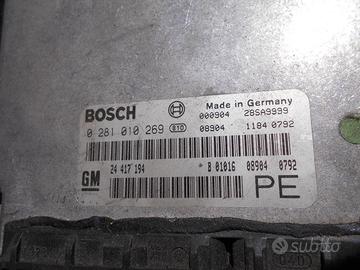 BOSCH
Made in Germany
000904 28SA9999
0 281 010 269 B10 08904 1184 0792
24 417 194 * B 01016 08904 0792
GM PE
subito